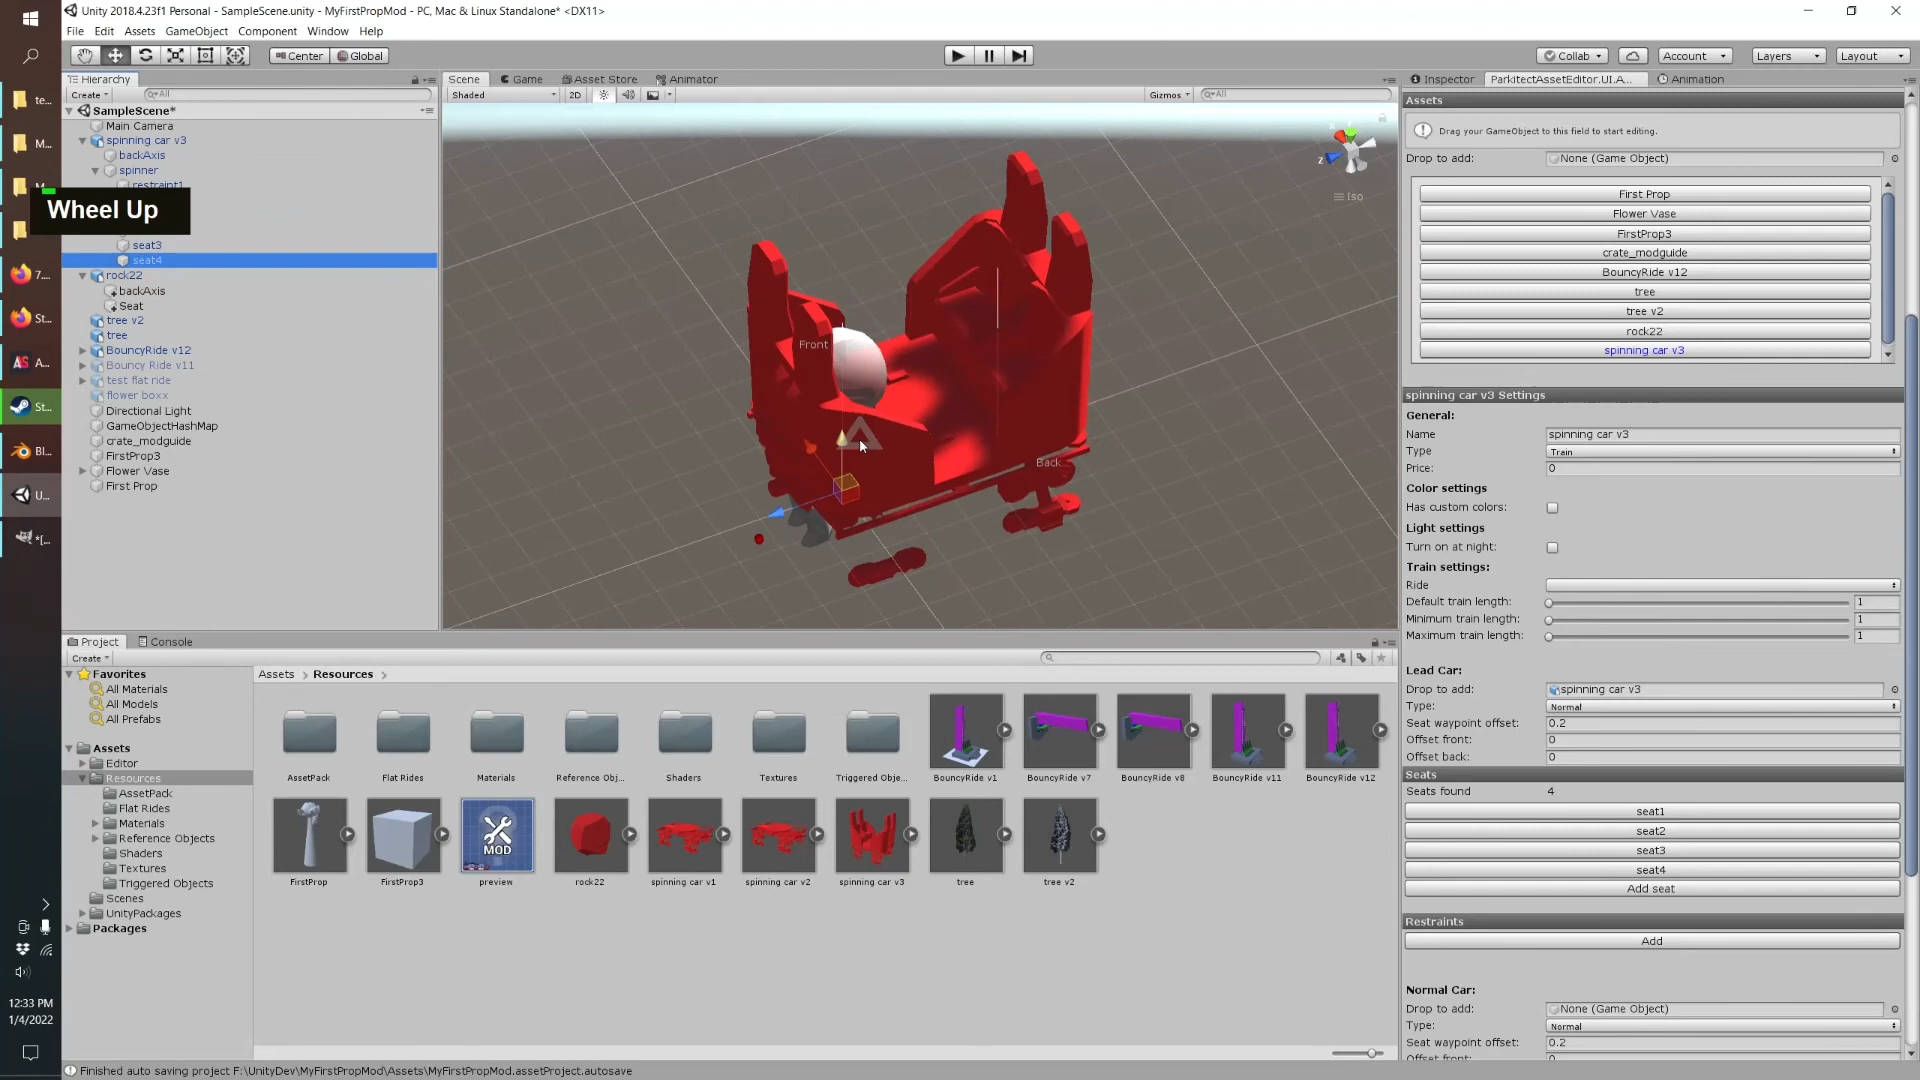 Unity 2018.4.23f1 Personal - SampleScene.unity - MyFirstPropMod - PC, Mac & Linux Standalone* <DX11>
File Edit Assets GameObject Component Window Help
Center Global Collab Account Layers Layout
Hierarchy
Create All
SampleScene*
Main Camera
spinning car v3
backAxis
spinner
restraint1
Wheel Up
seat3
seat4
rock22
backAxis
Seat
tree v2
tree
BouncyRide v12
Bouncy Ride v11
test flat ride
flower boxx
Directional Light
GameObjectHashMap
crate_modguide
FirstProp3
Flower Vase
First Prop
te...
M...
7....
St...
A...
St...
Bl...
U...
*[...
12:33 PM
1/4/2022
Scene Game Asset Store Animator
Shaded 2D Gizmos All
z
Iso
Front
Back
Inspector ParkitectAssetEditor.UI.A... Animation
Assets
Drag your GameObject to this field to start editing.
Drop to add: None (Game Object)
First Prop
Flower Vase
FirstProp3
crate_modguide
BouncyRide v12
tree
tree v2
rock22
spinning car v3
spinning car v3 Settings
General:
Name spinning car v3
Type Train
Price: 0
Color settings
Has custom colors:
Light settings
Turn on at night:
Train settings:
Ride
Default train length: 1
Minimum train length: 1
Maximum train length: 1
Lead Car:
Drop to add: spinning car v3
Type: Normal
Seat waypoint offset: 0.2
Offset front: 0
Offset back: 0
Seats
Seats found 4
seat1
seat2
seat3
seat4
Add seat
Restraints
Add
Normal Car:
Drop to add: None (Game Object)
Type: Normal
Seat waypoint offset: 0.2
Offset front: 0
Project Console
Create
Favorites
All Materials
All Models
All Prefabs
Assets
Editor
Resources
AssetPack
Flat Rides
Materials
Reference Objects
Shaders
Textures
Triggered Objects
Scenes
UnityPackages
Packages
Assets Resources
AssetPack Flat Rides Materials Reference Obj... Shaders Textures Triggered Obje... BouncyRide v1 BouncyRide v7 BouncyRide v8 BouncyRide v11 BouncyRide v12
MOD
FirstProp FirstProp3 preview rock22 spinning car v1 spinning car v2 spinning car v3 tree tree v2
Finished auto saving project F:\UnityDev\MyFirstPropMod\Assets\MyFirstPropMod.assetProject.autosave